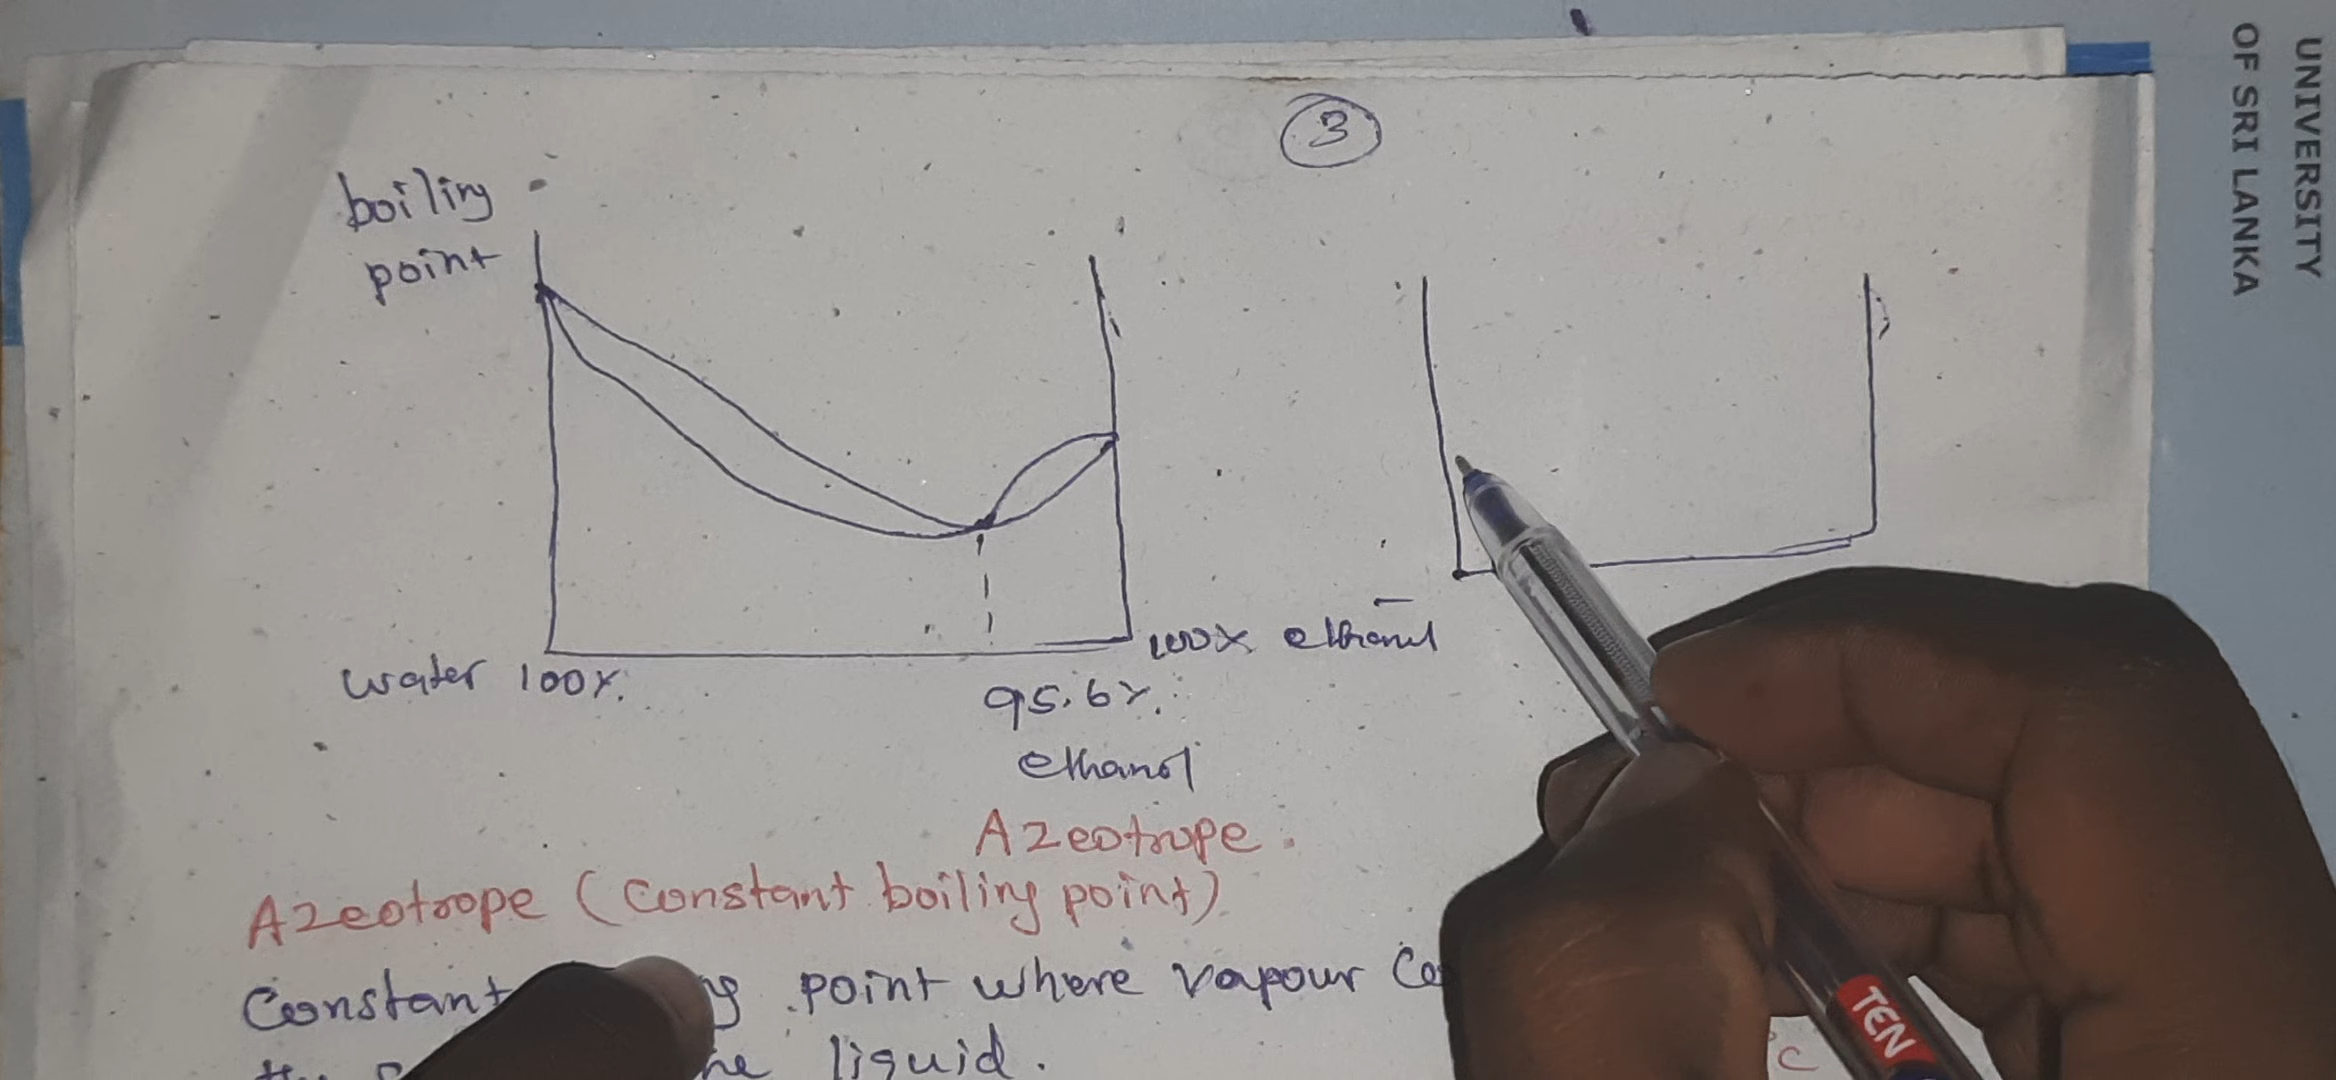 3
boiling
point
water 100%.
100% ethanol
95.6%.
ethanol
Azeotrope.
Azeotrope (Constant boiling point)
Constant point where vapour
liquid.
°C
TEN
UNIVERSITY
OF SRI LANKA